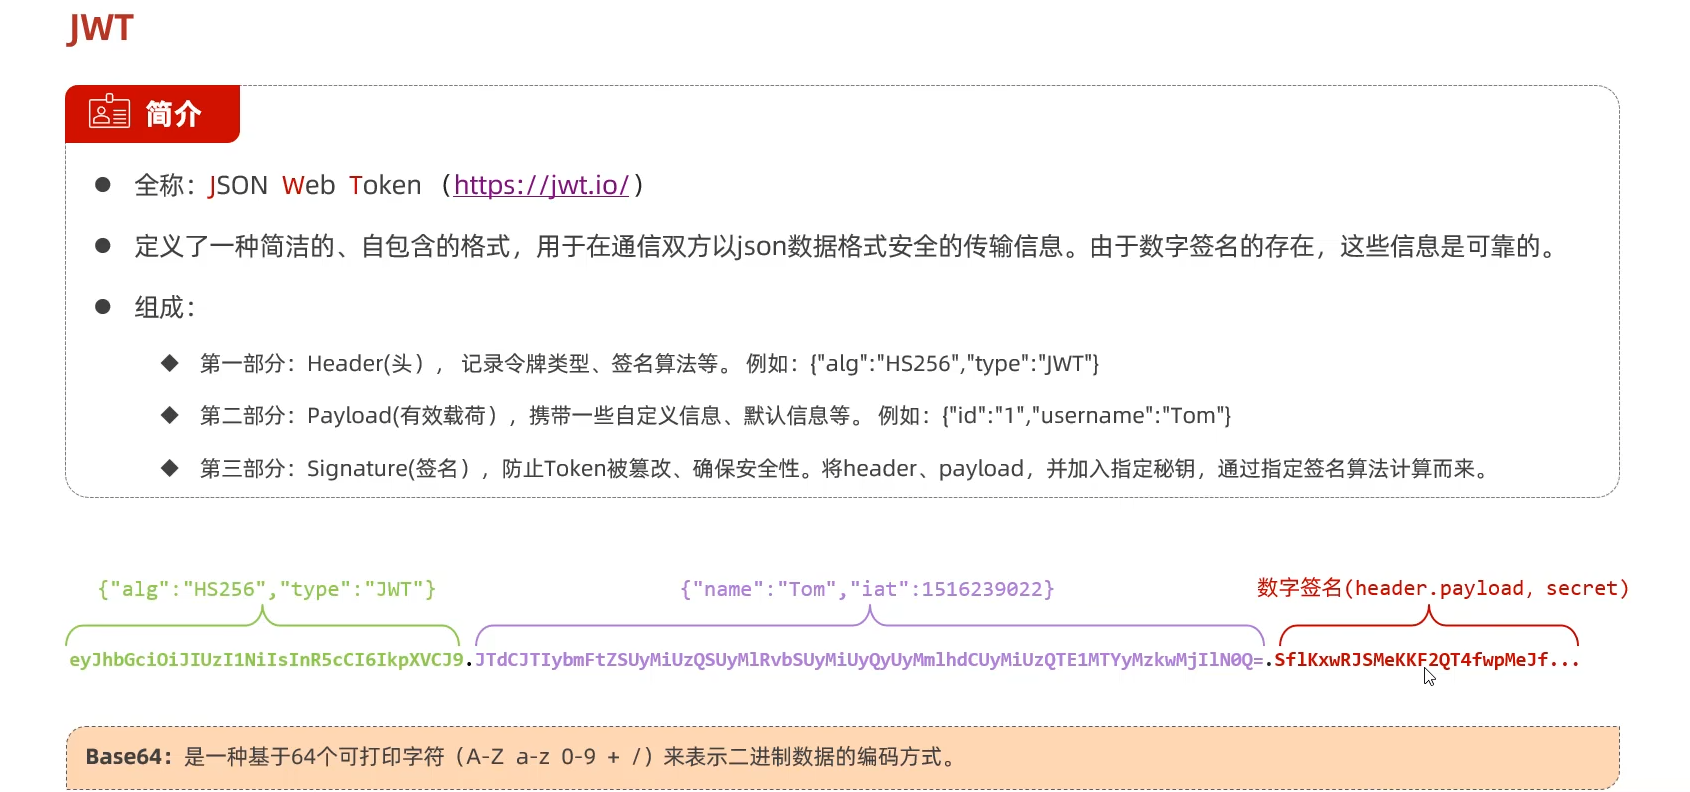 JWT
简介
全称：JSON Web Token（https://jwt.io/）
定义了一种简洁的、自包含的格式，用于在通信双方以json数据格式安全的传输信息。由于数字签名的存在，这些信息是可靠的。
组成：
第一部分：Header(头）， 记录令牌类型、签名算法等。 例如：{"alg":"HS256","type":"JWT"}
第二部分：Payload(有效载荷），携带一些自定义信息、默认信息等。 例如：{"id":"1","username":"Tom"}
第三部分：Signature(签名），防止Token被篡改、确保安全性。将header、payload，并加入指定秘钥，通过指定签名算法计算而来。
{"alg":"HS256","type":"JWT"} {"name":"Tom","iat":1516239022} 数字签名(header.payload, secret)
eyJhbGciOiJIUzI1NiIsInR5cCI6IkpXVCJ9.JTdCJTIybmFtZSUyMiUzQSUyMlRvbSUyMiUyQyUyMmlhdCUyMiUzQTE1MTYyMzkwMjIlN0Q=.SflKxwRJSMeKKF2QT4fwpMeJf...
Base64：是一种基于64个可打印字符（A-Z a-z 0-9 + /）来表示二进制数据的编码方式。